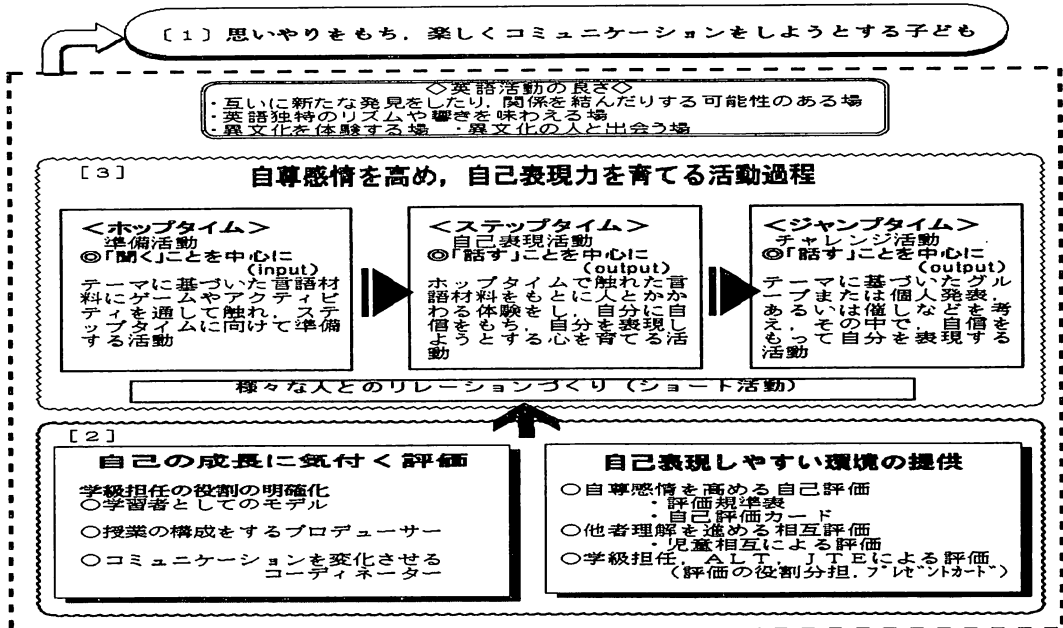 ［１］思いやりをもち，楽しくコミュニケーションをしようとする子ども
◇英語活動の良さ◇
・互いに新たな発見をしたり，関係を結んだりする可能性のある場
・英語独特のリズムや響きを味わえる場
・異文化を体験する場　・異文化の人と出会う場
［３］
自尊感情を高め，自己表現力を育てる活動過程
＜ホップタイム＞
準備活動
◎「聞く」ことを中心に
(input)
テーマに基づいた言語材
料にゲームやアクティビ
ティを通して触れ，ステ
ップタイムに向けて準備
する活動
＜ステップタイム＞
自己表現活動
◎「話す」ことを中心に
(output)
ホップタイムで触れた言
語材料をもとに人とかか
わる体験をし，自分に自
信をもち，自分を表現し
ようとする心を育てる活
動
＜ジャンプタイム＞
チャレンジ活動
◎「話す」ことを中心に
(output)
テーマに基づいたグル
ープまたは個人発表，
あるいは催しなどを考
え，その中で，自信を
もって自分を表現する
活動
様々な人とのリレーションづくり（ショート活動）
［２］
自己の成長に気付く評価
学級担任の役割の明確化
○学習者としてのモデル
○授業の構成をするプロデューサー
○コミュニケーションを変化させる
コーディネーター
自己表現しやすい環境の提供
○自尊感情を高める自己評価
・評価規準表
・自己評価カード
○他者理解を進める相互評価
・児童相互による評価
○学級担任，ＡＬＴ，ＪＴＥによる評価
（評価の役割分担，ﾌﾟﾚｾﾞﾝﾄｶｰﾄﾞ）